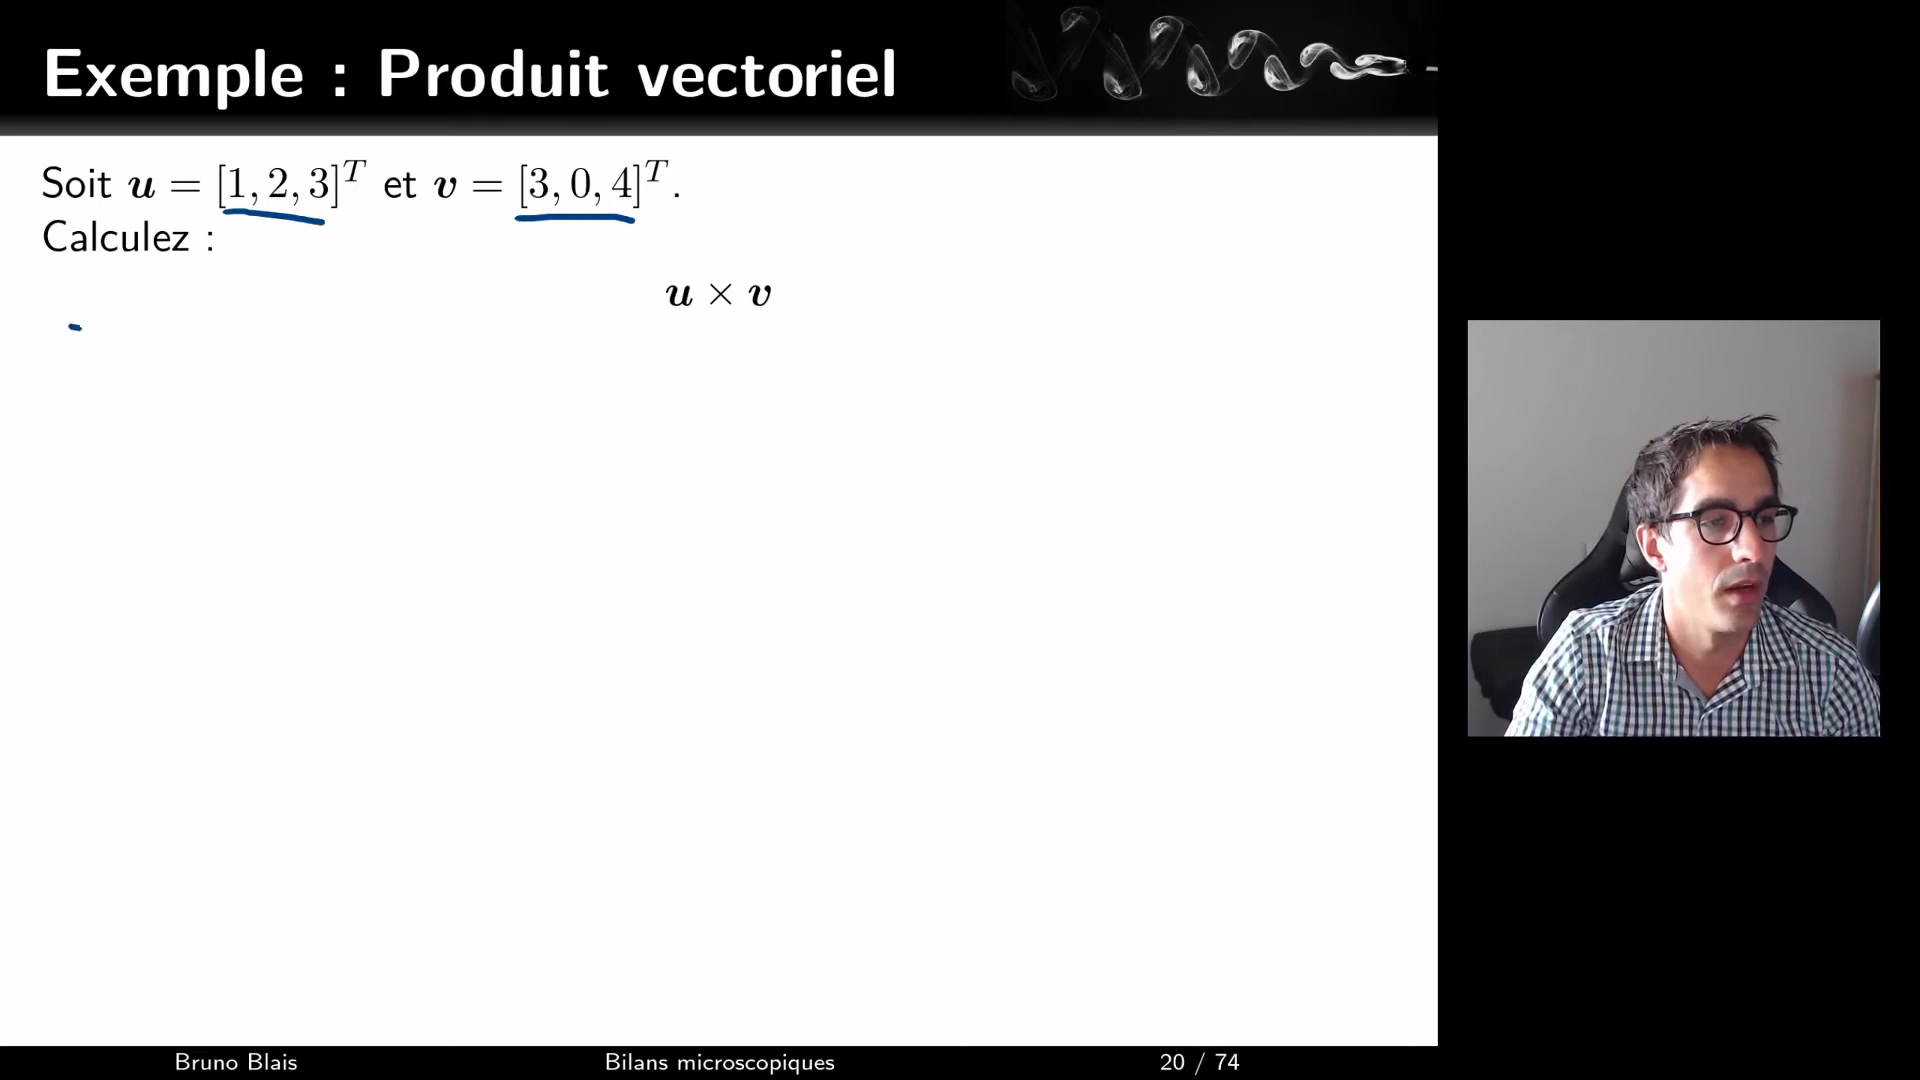 Exemple : Produit vectoriel
Soit u = [1, 2, 3]^T et v = [3, 0, 4]^T.
Calculez :
u × v
Bruno Blais Bilans microscopiques 20 / 74